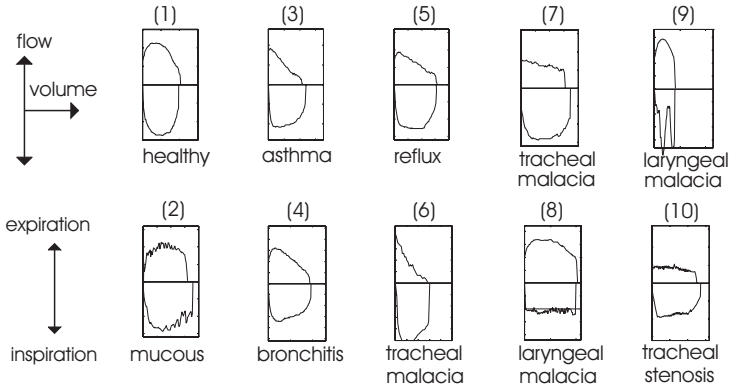 (1) (3) (5) (7) (9)
flow
volume
healthy asthma reflux tracheal malacia laryngeal malacia
(2) (4) (6) (8) (10)
expiration
inspiration
mucous bronchitis tracheal malacia laryngeal malacia tracheal stenosis